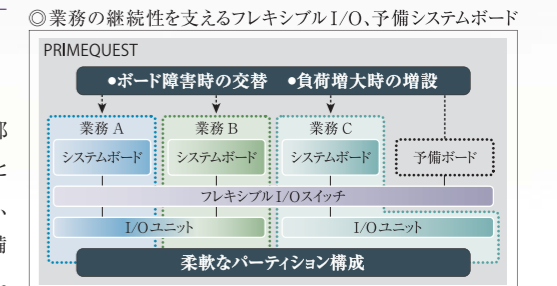 ◎業務の継続性を支えるフレキシブルI/O、予備システムボード
PRIMEQUEST
●ボード障害時の交替 ●負荷増大時の増設
業務A 業務B 業務C
システムボード システムボード システムボード 予備ボード
フレキシブルI/Oスイッチ
I/Oユニット I/Oユニット
柔軟なパーティション構成
と
、
備
。